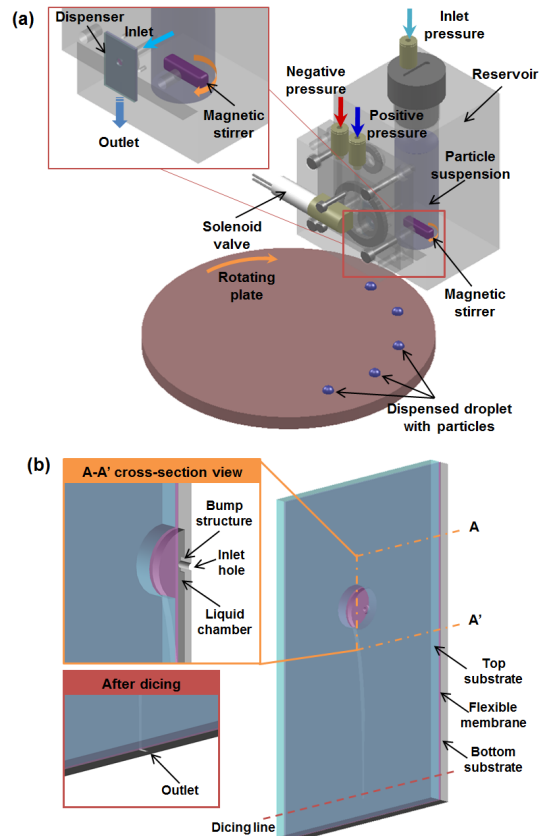 (a)
Dispenser
Inlet
Magnetic
stirrer
Outlet
Inlet
pressure
Negative
pressure
Positive
pressure
Reservoir
Particle
suspension
Solenoid
valve
Rotating
plate
Magnetic
stirrer
Dispensed droplet
with particles
(b)
A-A’ cross-section view
Bump
structure
Inlet
hole
Liquid
chamber
A
A’
Top
substrate
Flexible
membrane
Bottom
substrate
After dicing
Outlet
Dicing line